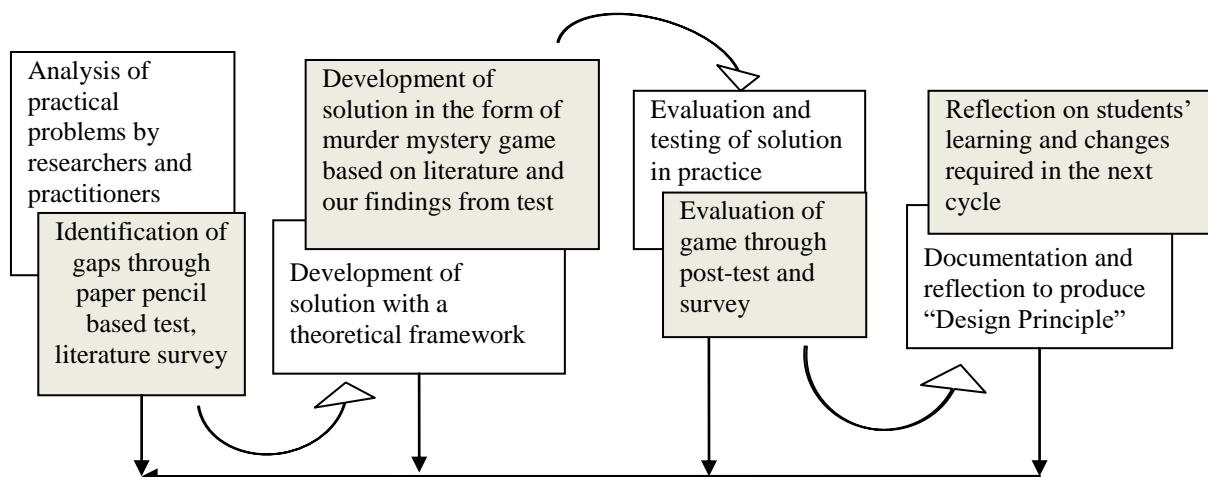 Analysis of
practical
problems by
researchers and
practitioners
Identification of
gaps through
paper pencil
based test,
literature survey
Development of
solution in the form of
murder mystery game
based on literature and
our findings from test
Development of
solution with a
theoretical framework
Evaluation and
testing of solution
in practice
Evaluation of
game through
post-test and
survey
Reflection on students’
learning and changes
required in the next
cycle
Documentation and
reflection to produce
“Design Principle”